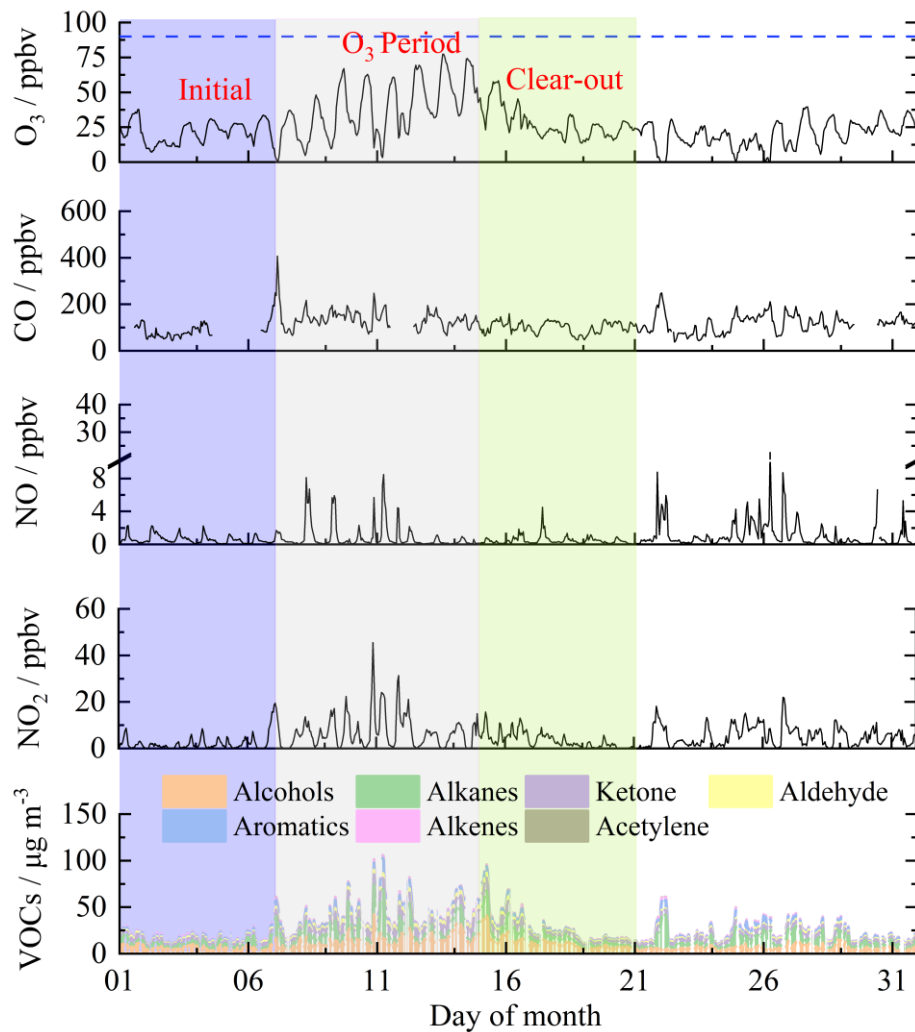 100
75
50
25
0
O₃ / ppbv
Initial
O₃ Period
Clear-out
600
400
200
0
CO / ppbv
40
30
8
4
0
NO / ppbv
60
40
20
0
NO₂ / ppbv
Alcohols Alkanes Ketone Aldehyde
Aromatics Alkenes Acetylene
150
100
50
0
VOCs / μg m⁻³
01 06 11 16 21 26 31
Day of month